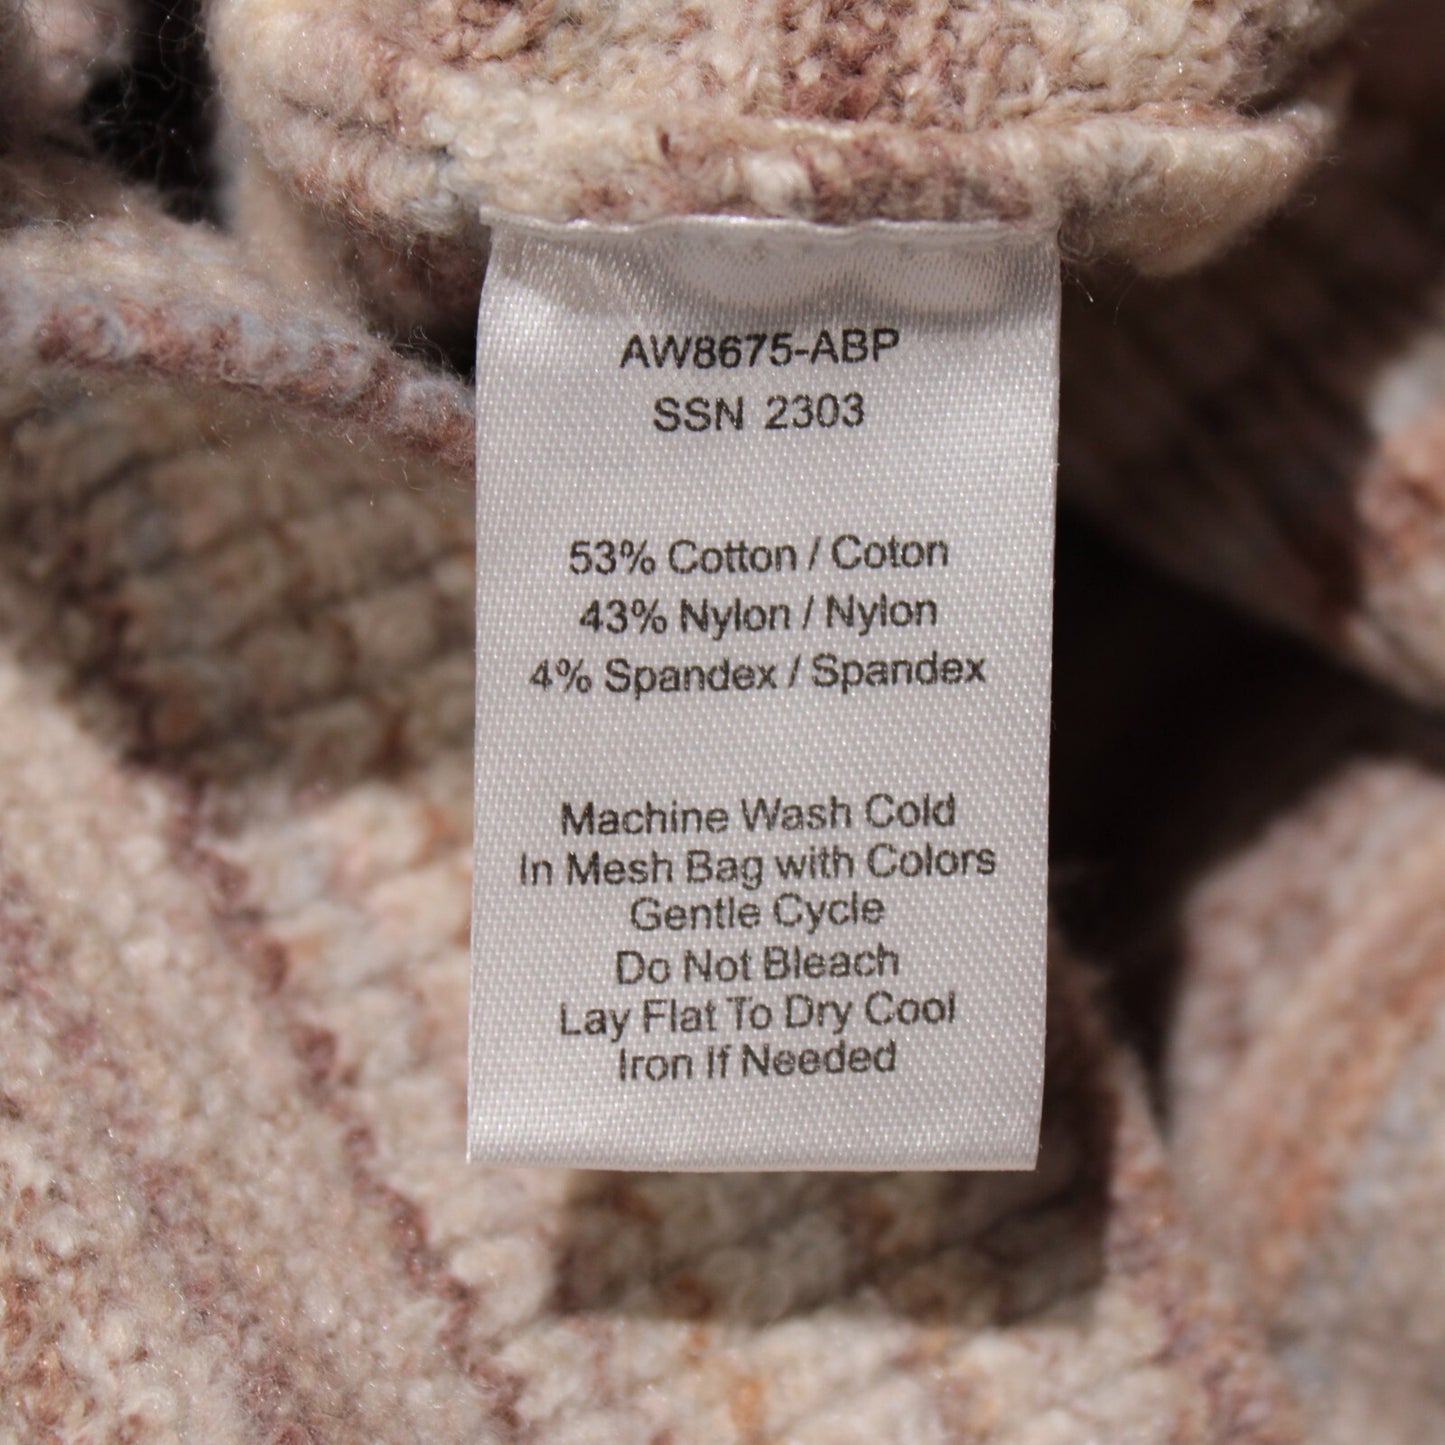 AW8675-ABP
SSN 2303
53% Cotton / Coton
43% Nylon / Nylon
4% Spandex / Spandex
Machine Wash Cold
In Mesh Bag with Colors
Gentle Cycle
Do Not Bleach
Lay Flat To Dry Cool
Iron If Needed